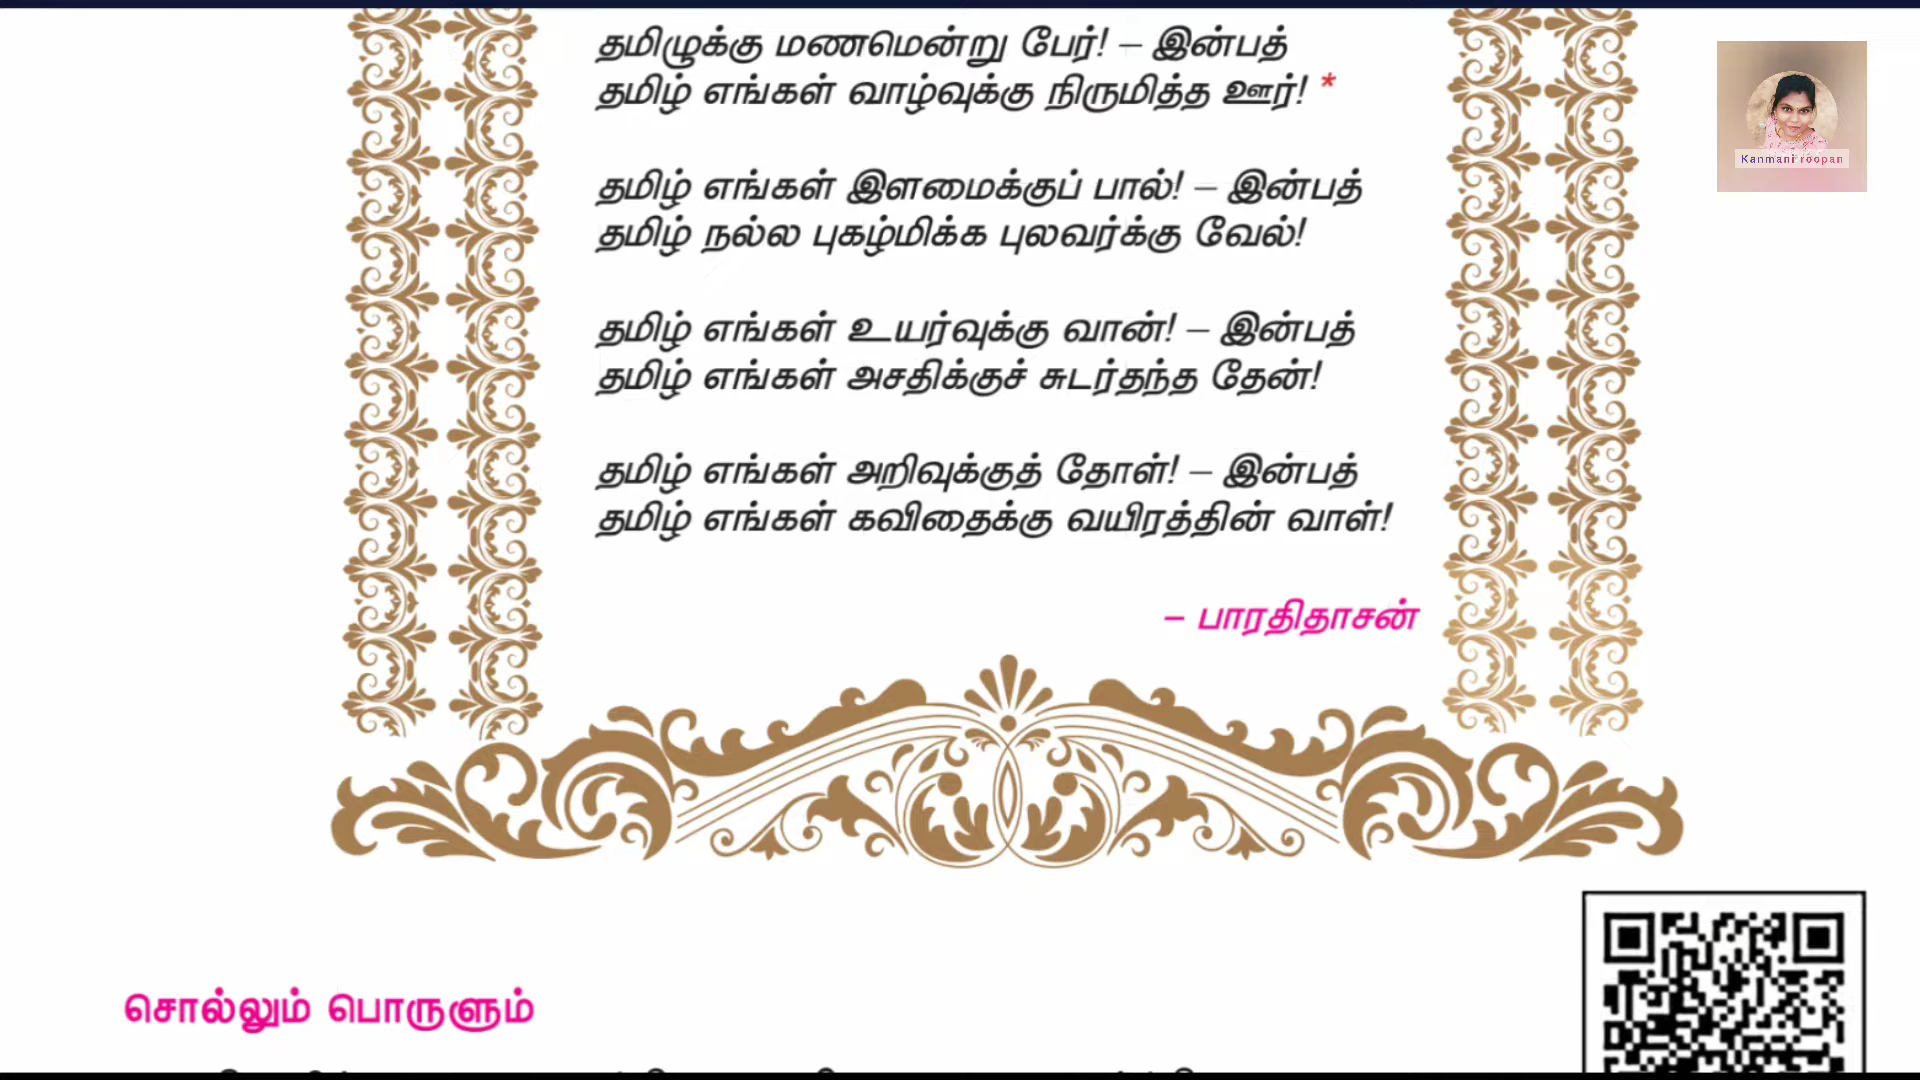 தமிழுக்கு மணமென்று பேர்! – இன்பத்
தமிழ் எங்கள் வாழ்வுக்கு நிருமித்த ஊர்! *
தமிழ் எங்கள் இளமைக்குப் பால்! – இன்பத்
தமிழ் நல்ல புகழ்மிக்க புலவர்க்கு வேல்!
தமிழ் எங்கள் உயர்வுக்கு வான்! – இன்பத்
தமிழ் எங்கள் அசதிக்குச் சுடர்தந்த தேன்!
தமிழ் எங்கள் அறிவுக்குத் தோள்! – இன்பத்
தமிழ் எங்கள் கவிதைக்கு வயிரத்தின் வாள்!
– பாரதிதாசன்
Kanmani roopan
சொல்லும் பொருளும்